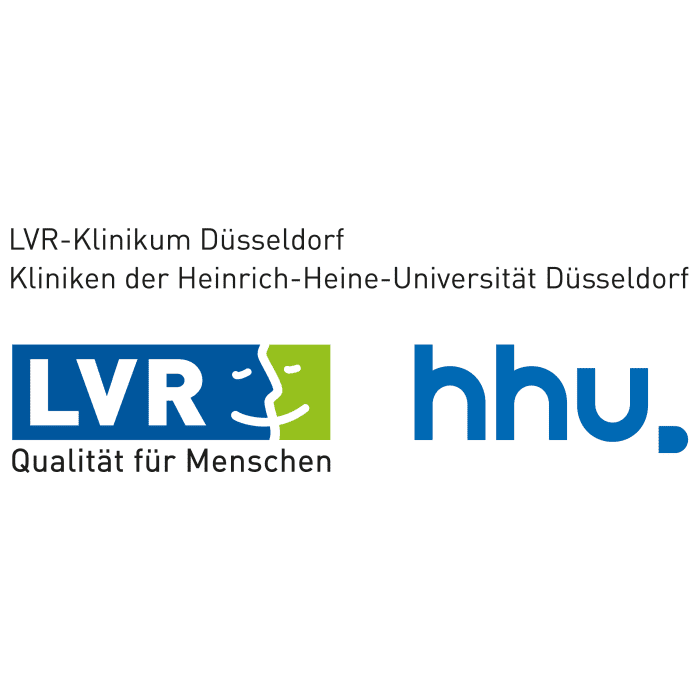 LVR-Klinikum Düsseldorf
Kliniken der Heinrich-Heine-Universität Düsseldorf
LVR
hhu.
Qualität für Menschen